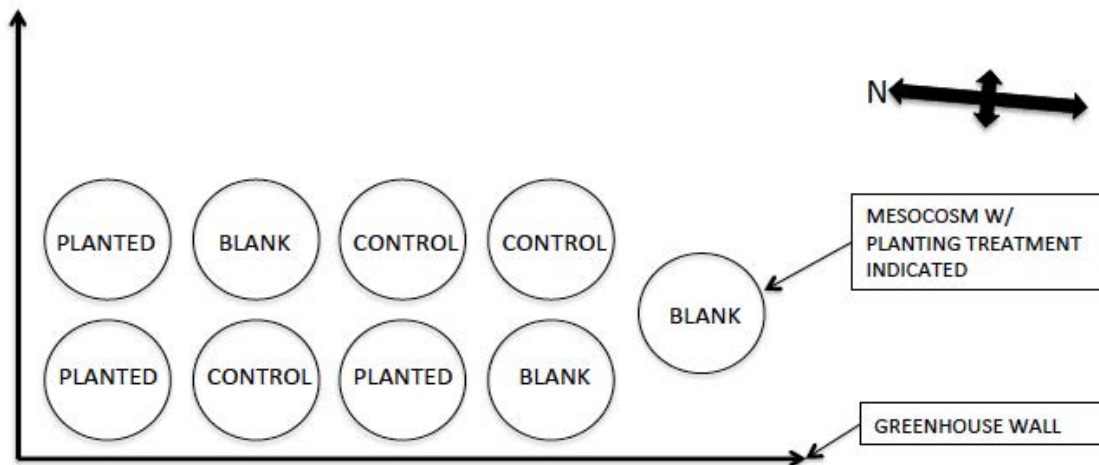 N
PLANTED
BLANK
CONTROL
CONTROL
MESOCOSM W/
PLANTING TREATMENT
INDICATED
BLANK
PLANTED
CONTROL
PLANTED
BLANK
GREENHOUSE WALL